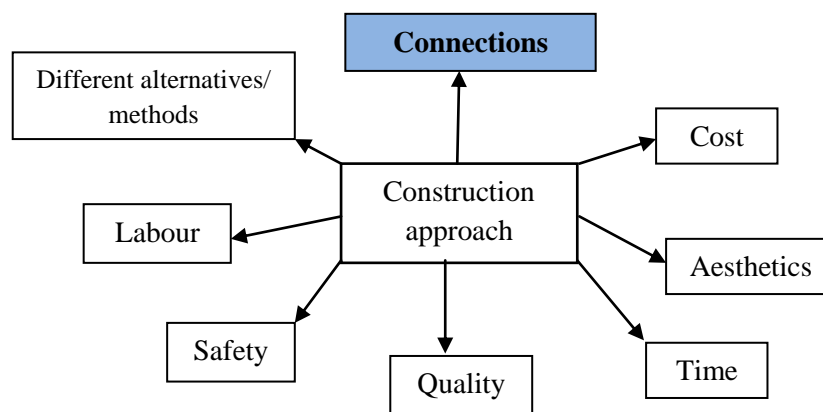 Connections
Different alternatives/
methods
Cost
Construction
approach
Labour
Aesthetics
Safety
Quality
Time